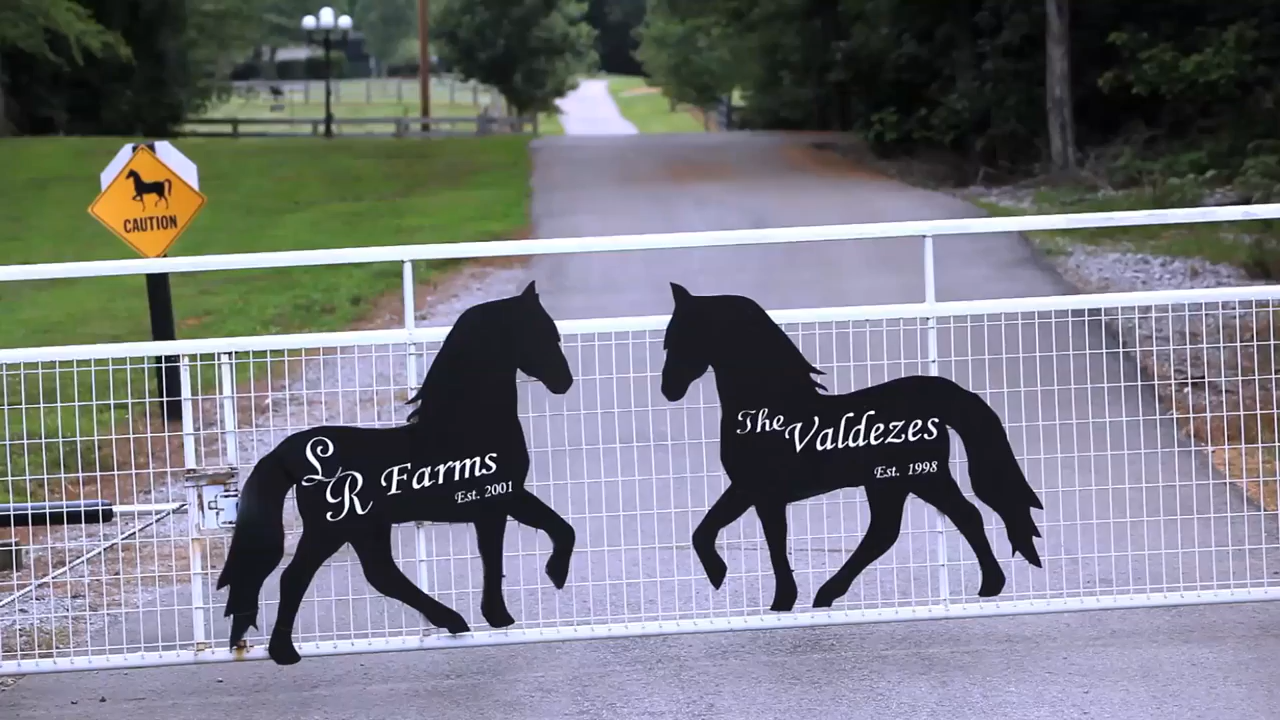 CAUTION
LR Farms
Est. 2001
The Valdezes
Est. 1998